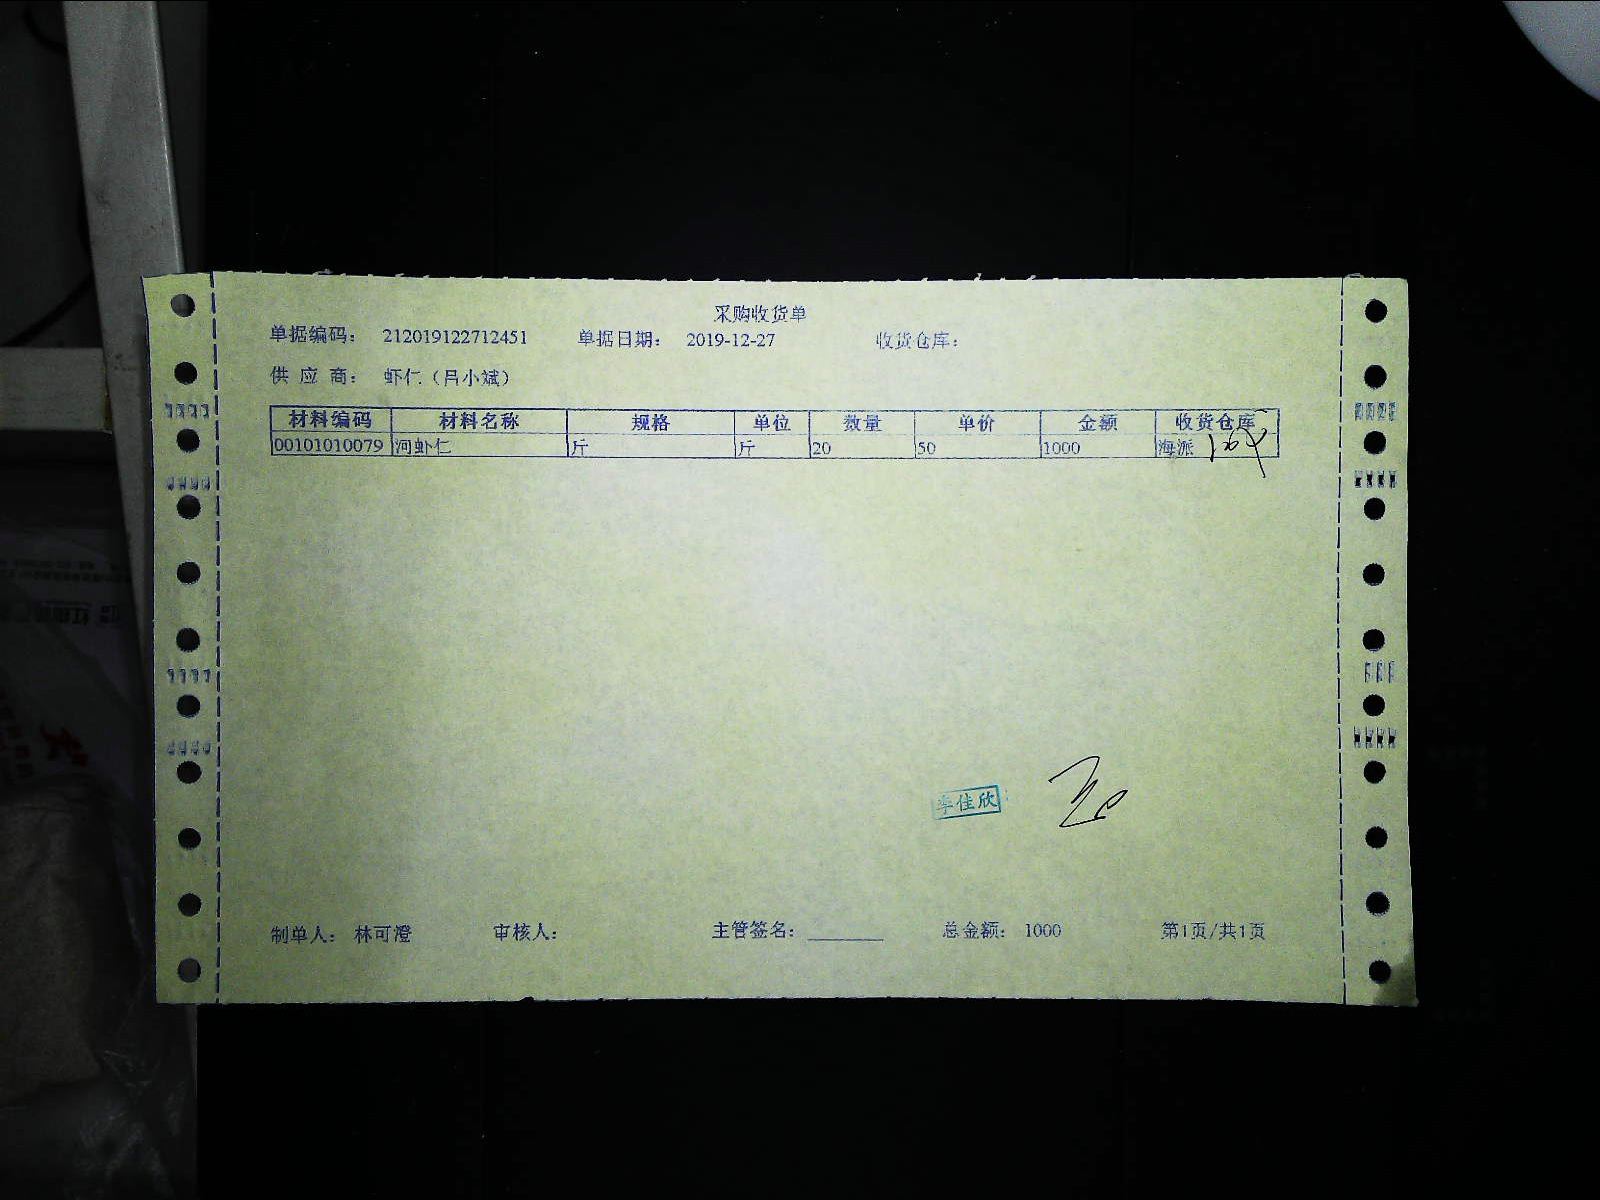 采购收货单
单据编码: 212019122712451 单据日期: 2019-12-27 收货仓库:
供 应 商: 虾仁(吕小斌)
材料编码 材料名称 规格 单位 数量 单价 金额 收货仓库
00101010079 河虾仁 斤 斤 20 50 1000 海派
李佳欣
制单人: 林可澄 审核人: 主管签名: 总金额: 1000 第1页/共1页